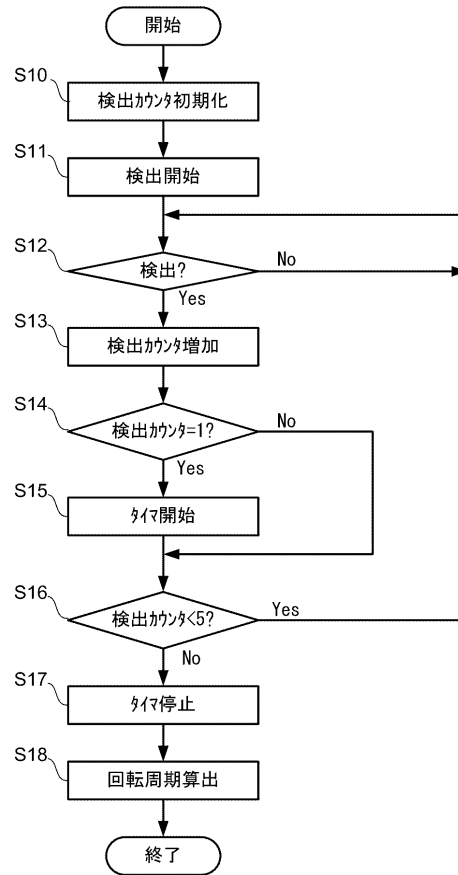 開始
S10
検出ｶｳﾝﾀ初期化
S11
検出開始
S12
検出?
No
Yes
S13
検出ｶｳﾝﾀ増加
S14
検出ｶｳﾝﾀ=1?
No
Yes
S15
ﾀｲﾏ開始
S16
検出ｶｳﾝﾀ<5?
Yes
No
S17
ﾀｲﾏ停止
S18
回転周期算出
終了